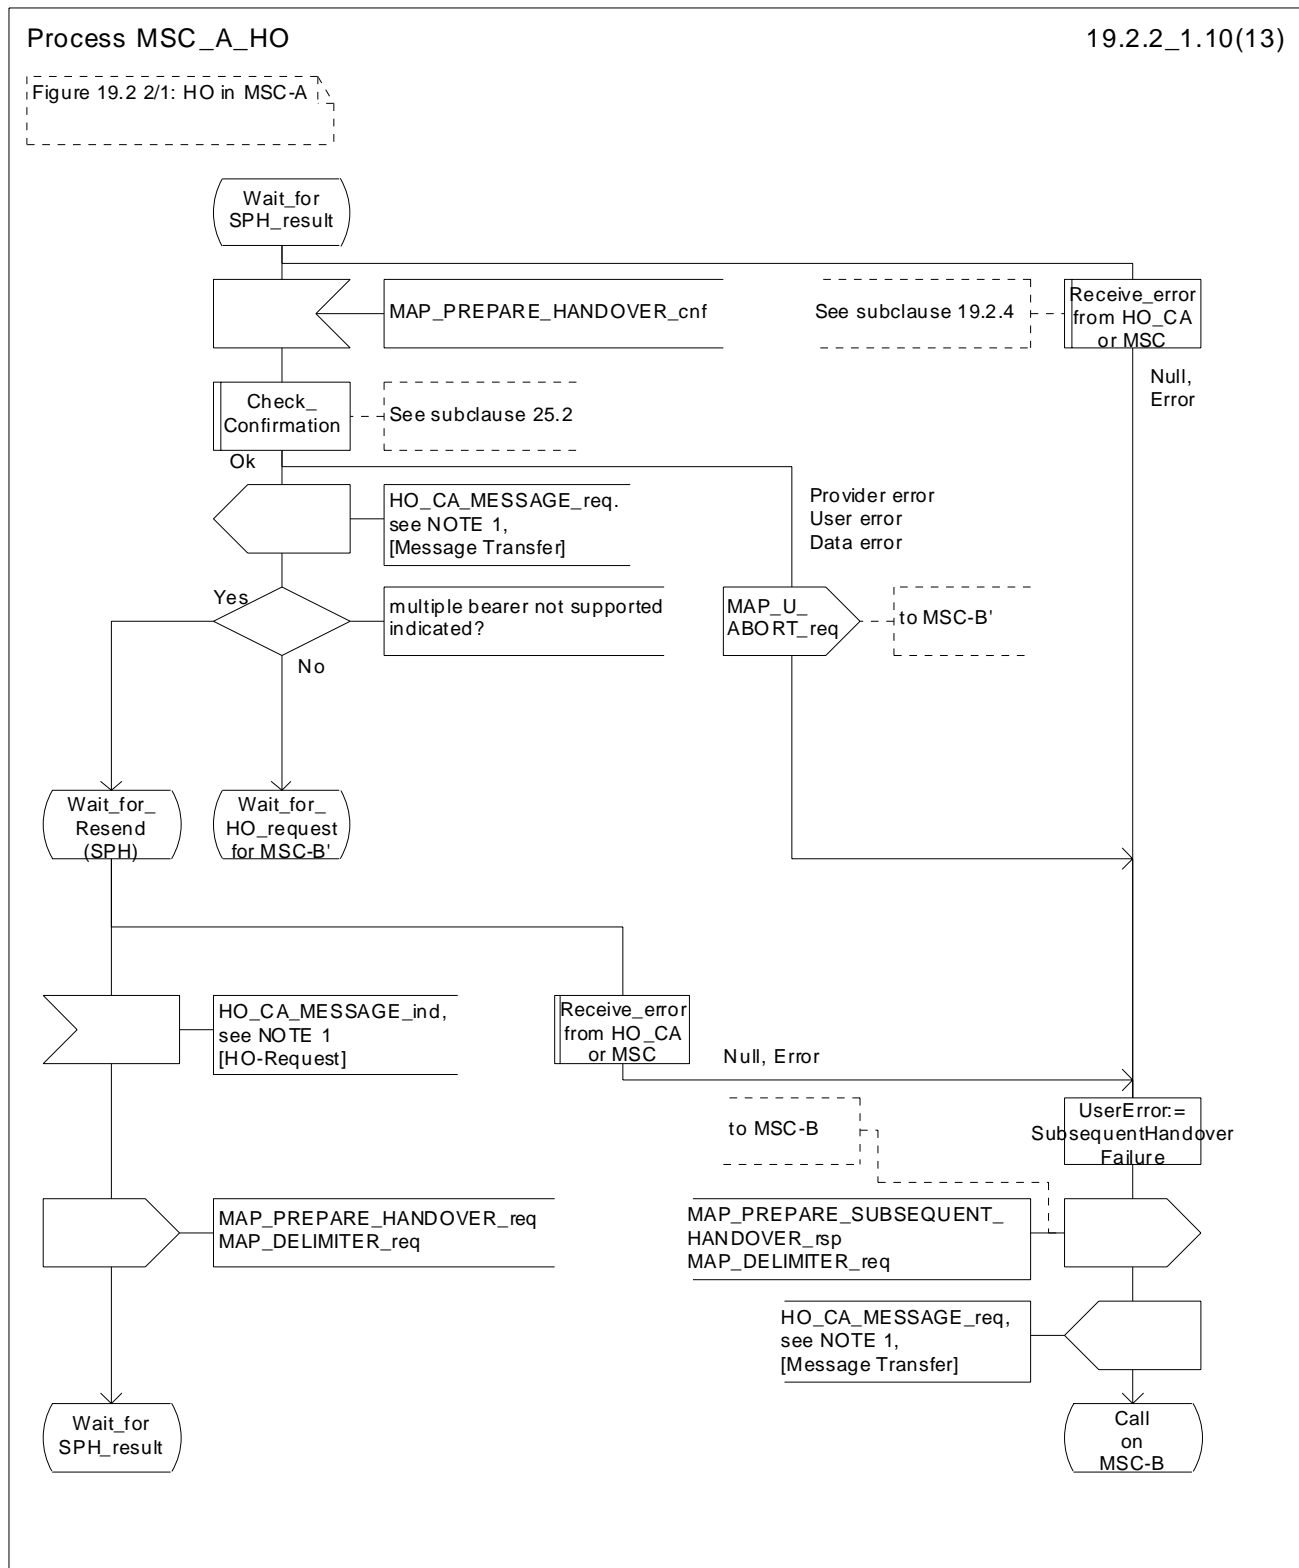 Process MSC_A_HO
19.2.2_1.10(13)
Figure 19.2 2/1: HO in MSC-A
Wait_for
SPH_result
MAP_PREPARE_HANDOVER_cnf
See subclause 19.2.4
Receive_error
from HO_CA
or MSC
Null,
Error
Check_
Confirmation
See subclause 25.2
Ok
HO_CA_MESSAGE_req.
see NOTE 1,
[Message Transfer]
Provider error
User error
Data error
Yes
multiple bearer not supported
indicated?
No
MAP_U_
ABORT_req
to MSC-B'
Wait_for_
Resend
(SPH)
Wait_for_
HO_request
for MSC-B'
HO_CA_MESSAGE_ind,
see NOTE 1
[HO-Request]
Receive_error
from HO_CA
or MSC
Null, Error
to MSC-B
UserError:=
SubsequentHandover
Failure
MAP_PREPARE_HANDOVER_req
MAP_DELIMITER_req
MAP_PREPARE_SUBSEQUENT_
HANDOVER_rsp
MAP_DELIMITER_req
HO_CA_MESSAGE_req,
see NOTE 1,
[Message Transfer]
Wait_for
SPH_result
Call
on
MSC-B